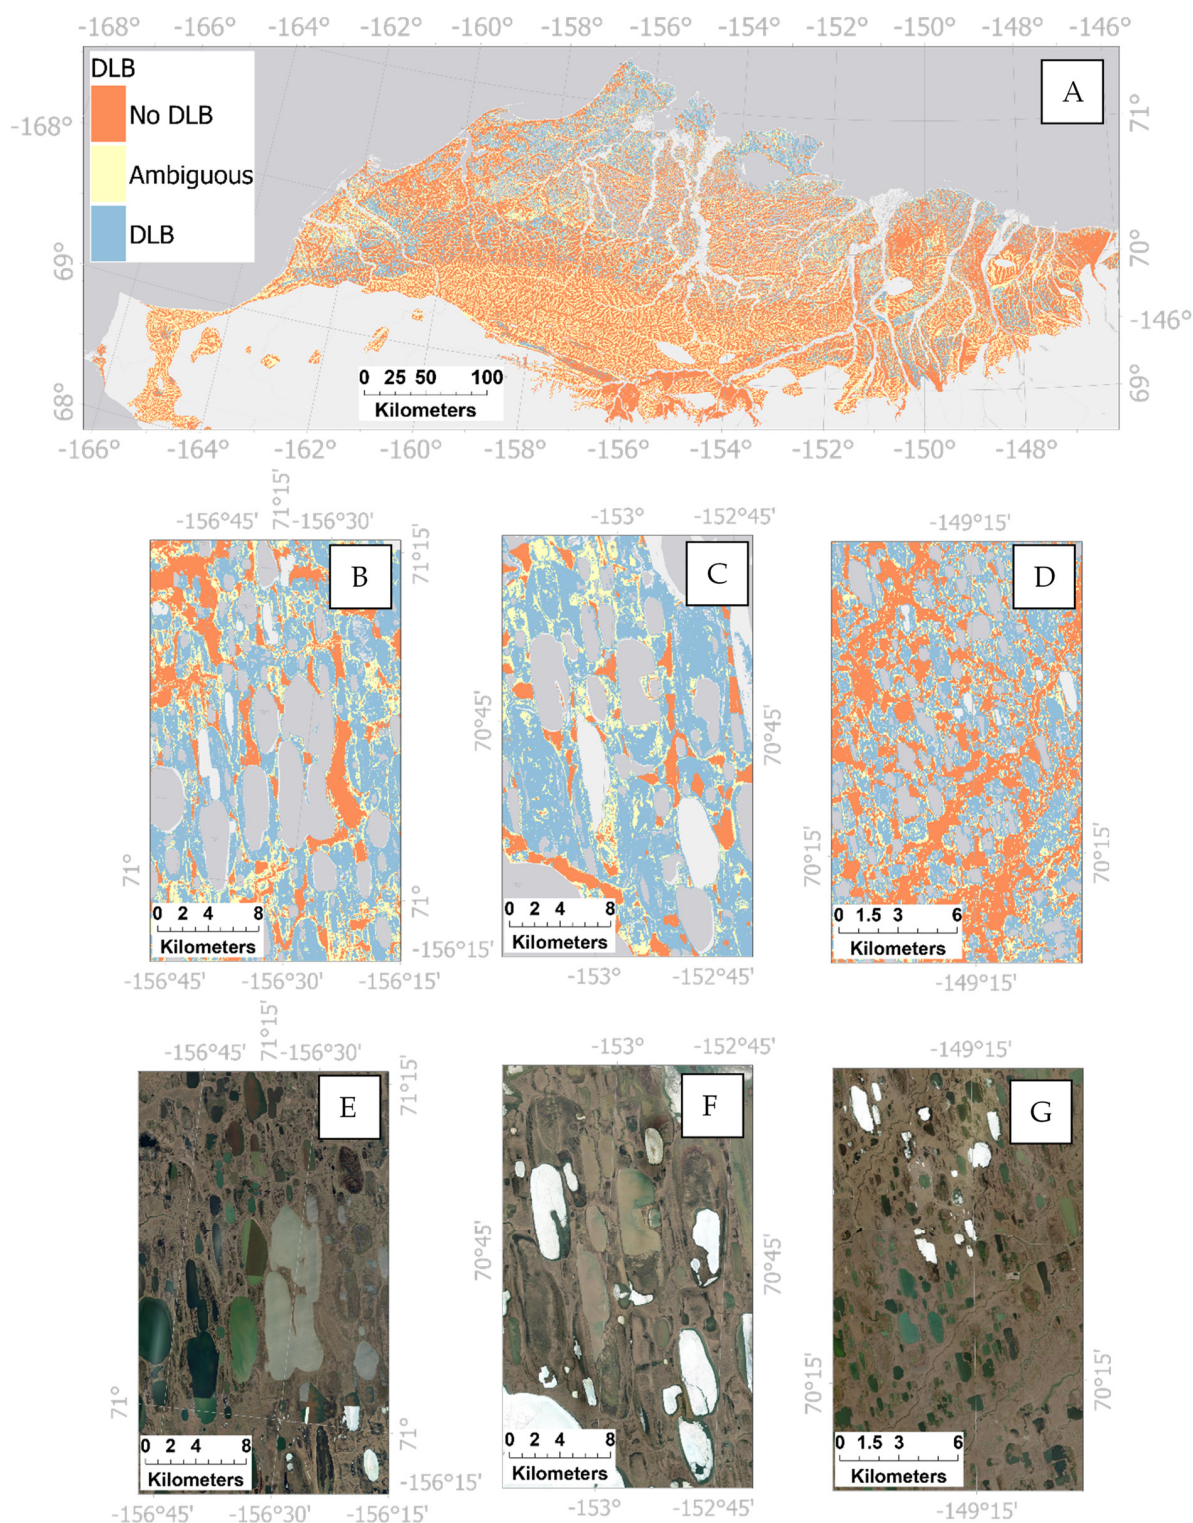 -168° -166° -164° -162° -160° -158° -156° -154° -152° -150° -148° -146°
DLB
No DLB
Ambiguous
DLB
A
-168°
71°
69°
70°
-146°
68°
69°
0 25 50 100
Kilometers
-166° -164° -162° -160° -158° -156° -154° -152° -150° -148°
-156°45' 71°15' -156°30'
71°15'
B
71°
71°
0 2 4 8
Kilometers
-156°15'
-156°45' -156°30' -156°15'
-153° -152°45'
C
70°45'
70°45'
0 2 4 8
Kilometers
-153° -152°45'
-149°15'
D
70°15'
70°15'
0 1.5 3 6
Kilometers
-149°15'
-156°45' 71°15' -156°30'
71°15'
E
71°
71°
0 2 4 8
Kilometers
-156°15'
-156°45' -156°30' -156°15'
-153° -152°45'
F
70°45'
70°45'
0 2 4 8
Kilometers
-153° -152°45'
-149°15'
G
70°15'
70°15'
0 1.5 3 6
Kilometers
-149°15'